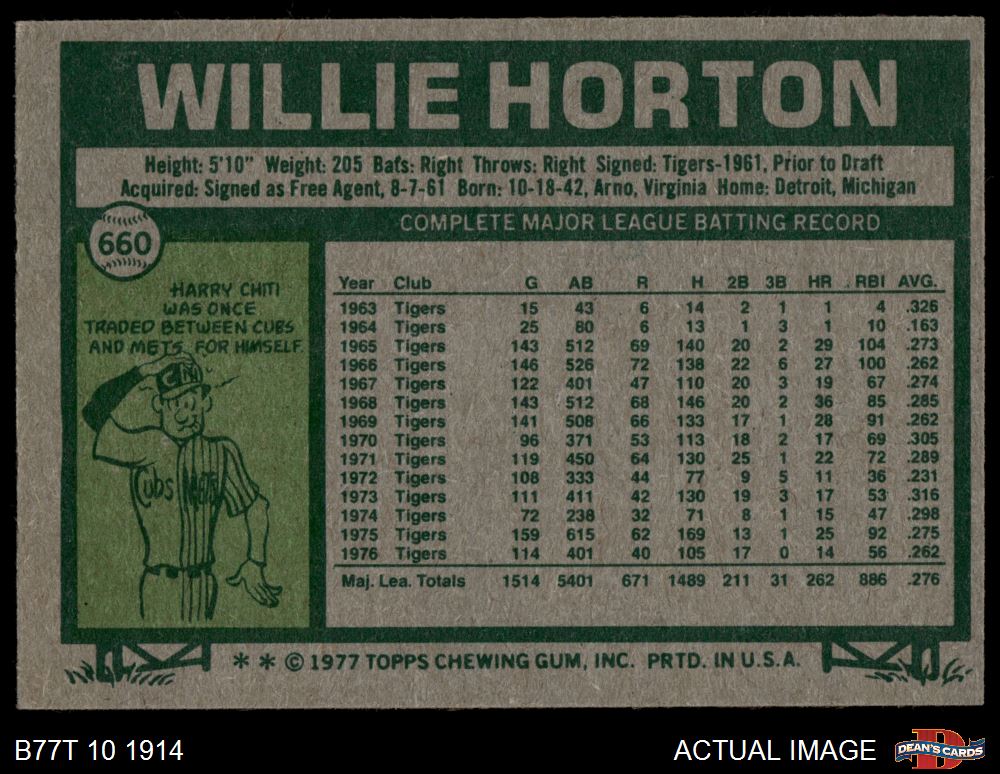 WILLIE HORTON
Height: 5'10" Weight: 205 Bats: Right Throws: Right Signed: Tigers-1961, Prior to Draft
Acquired: Signed as Free Agent, 8-7-61 Born: 10-18-42, Arno, Virginia Home: Detroit, Michigan
660
COMPLETE MAJOR LEAGUE BATTING RECORD
HARRY CHITI
WAS ONCE
TRADED BETWEEN CUBS
AND METS FOR HIMSELF.
CN
CUBS METS
Year Club G AB R H 2B 3B HR RBI AVG.
1963 Tigers 15 43 6 14 2 1 1 4 .326
1964 Tigers 25 80 6 13 1 3 1 10 .163
1965 Tigers 143 512 69 140 20 2 29 104 .273
1966 Tigers 146 526 72 138 22 6 27 100 .262
1967 Tigers 122 401 47 110 20 3 19 67 .274
1968 Tigers 143 512 68 146 20 2 36 85 .285
1969 Tigers 141 508 66 133 17 1 28 91 .262
1970 Tigers 96 371 53 113 18 2 17 69 .305
1971 Tigers 119 450 64 130 25 1 22 72 .289
1972 Tigers 108 333 44 77 9 5 11 36 .231
1973 Tigers 111 411 42 130 19 3 17 53 .316
1974 Tigers 72 238 32 71 8 1 15 47 .298
1975 Tigers 159 615 62 169 13 1 25 92 .275
1976 Tigers 114 401 40 105 17 0 14 56 .262
Maj. Lea. Totals 1514 5401 671 1489 211 31 262 886 .276
* * © 1977 TOPPS CHEWING GUM, INC. PRTD. IN U.S.A.
B77T 10 1914
ACTUAL IMAGE
DEAN'S CARDS